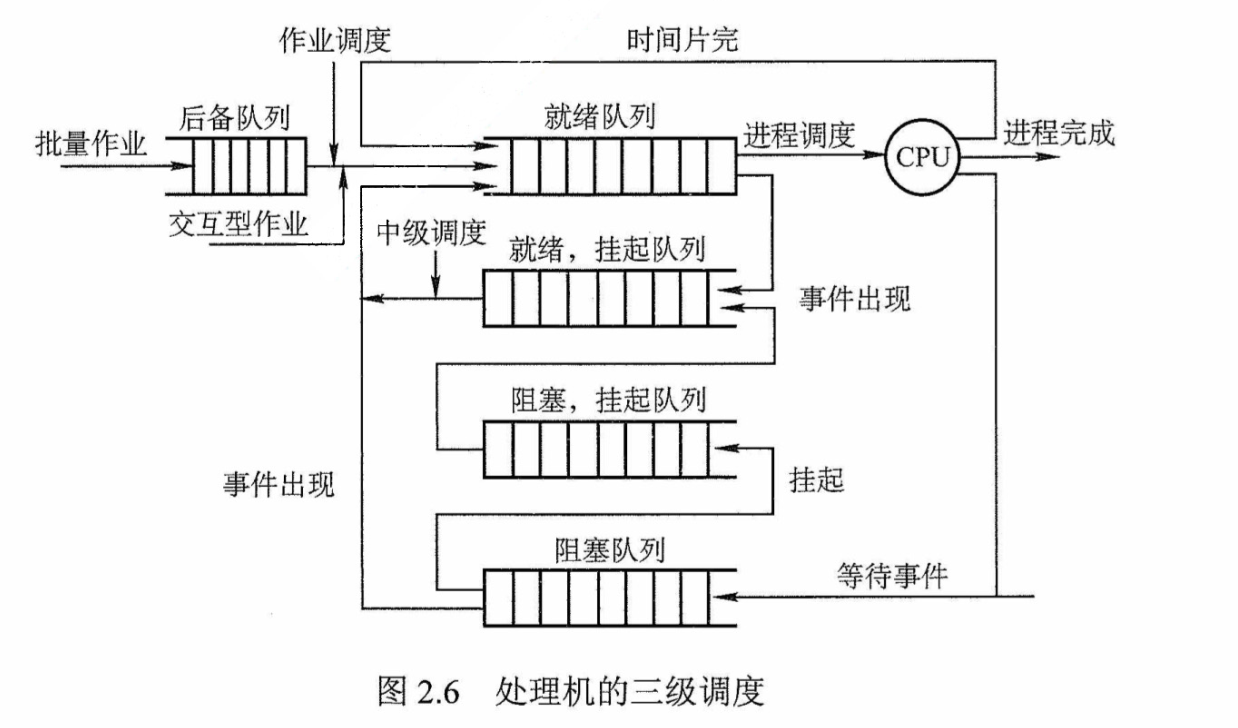 作业调度
时间片完
后备队列
就绪队列
批量作业
进程调度
CPU
进程完成
交互型作业
中级调度
就绪，挂起队列
事件出现
阻塞，挂起队列
事件出现
挂起
阻塞队列
等待事件
图 2.6 处理机的三级调度